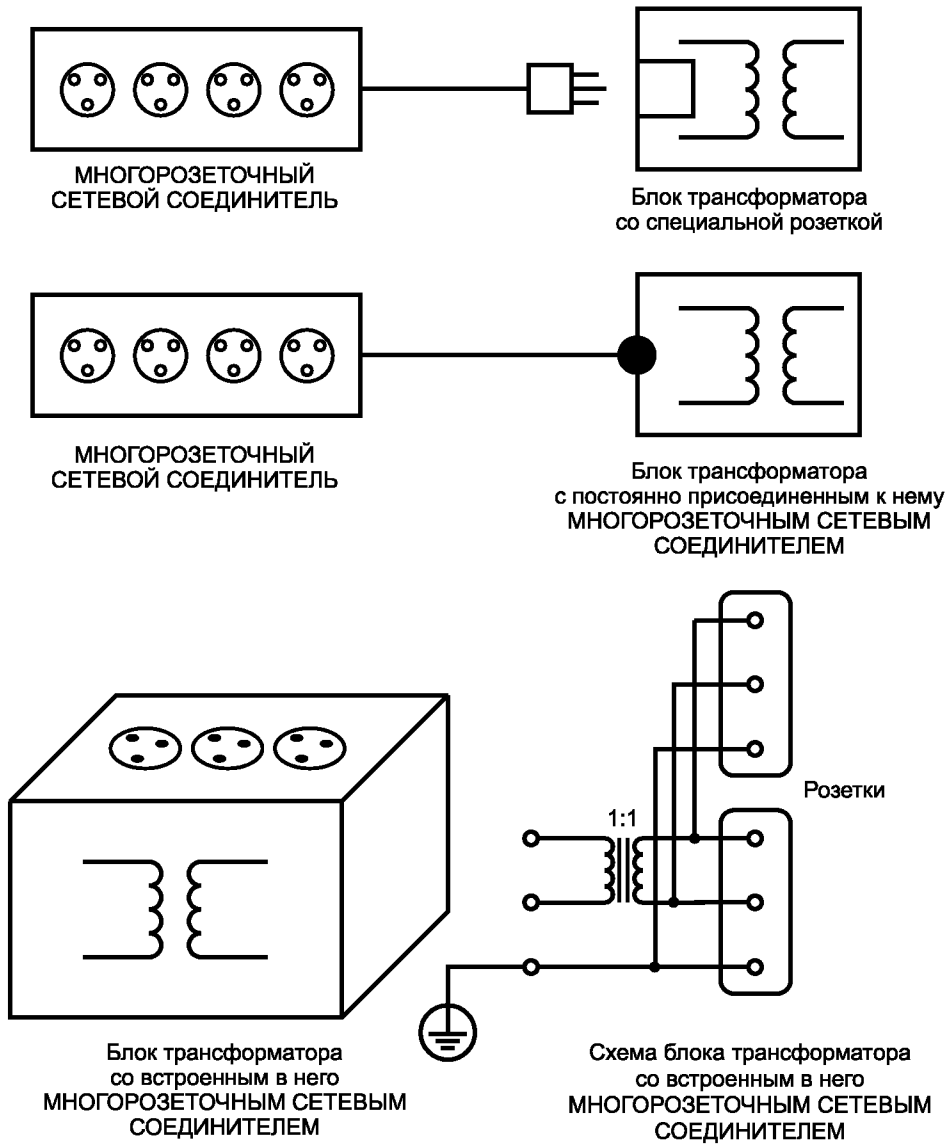 МНОГОРОЗЕТОЧНЫЙ
СЕТЕВОЙ СОЕДИНИТЕЛЬ
Блок трансформатора
со специальной розеткой
МНОГОРОЗЕТОЧНЫЙ
СЕТЕВОЙ СОЕДИНИТЕЛЬ
Блок трансформатора
с постоянно присоединенным к нему
МНОГОРОЗЕТОЧНЫМ СЕТЕВЫМ
СОЕДИНИТЕЛЕМ
Розетки
1:1
Блок трансформатора
со встроенным в него
МНОГОРОЗЕТОЧНЫМ СЕТЕВЫМ
СОЕДИНИТЕЛЕМ
Схема блока трансформатора
со встроенным в него
МНОГОРОЗЕТОЧНЫМ СЕТЕВЫМ
СОЕДИНИТЕЛЕМ